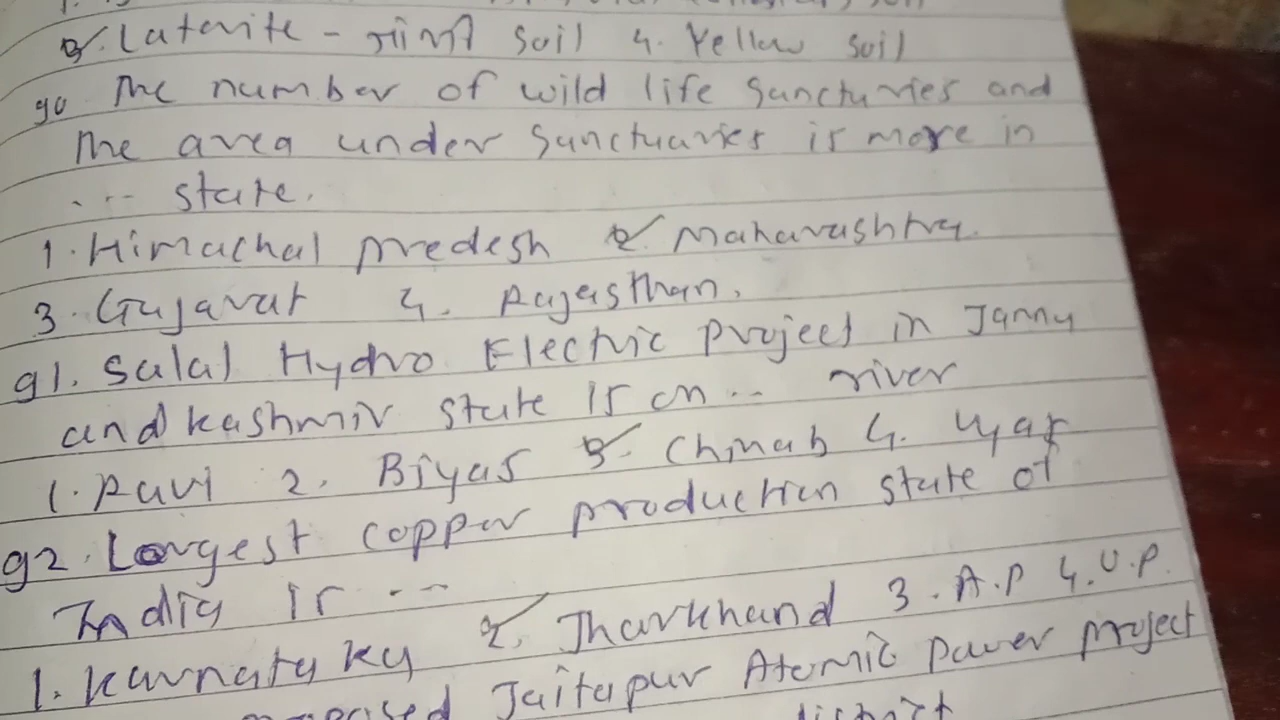 3. Laterite - soil 4. Yellow soil
90 The number of wild life Sancturies and
The area under Sanctuaries is more in
... state.
1. Himachal predesh 2. Maharashtra.
3. Gujarat 4. Rajasthan.
91. Salal Hydro Electric Project in Jammu
and kashmir state is on .. river
1. Ravi 2. Biyas 3. Chinab 4.
92. Largest copper production state of
India is ...
1. Karnataka 2. Jharkhand 3. A.P 4. U.P.
Jaitapur Atomic Power project
district